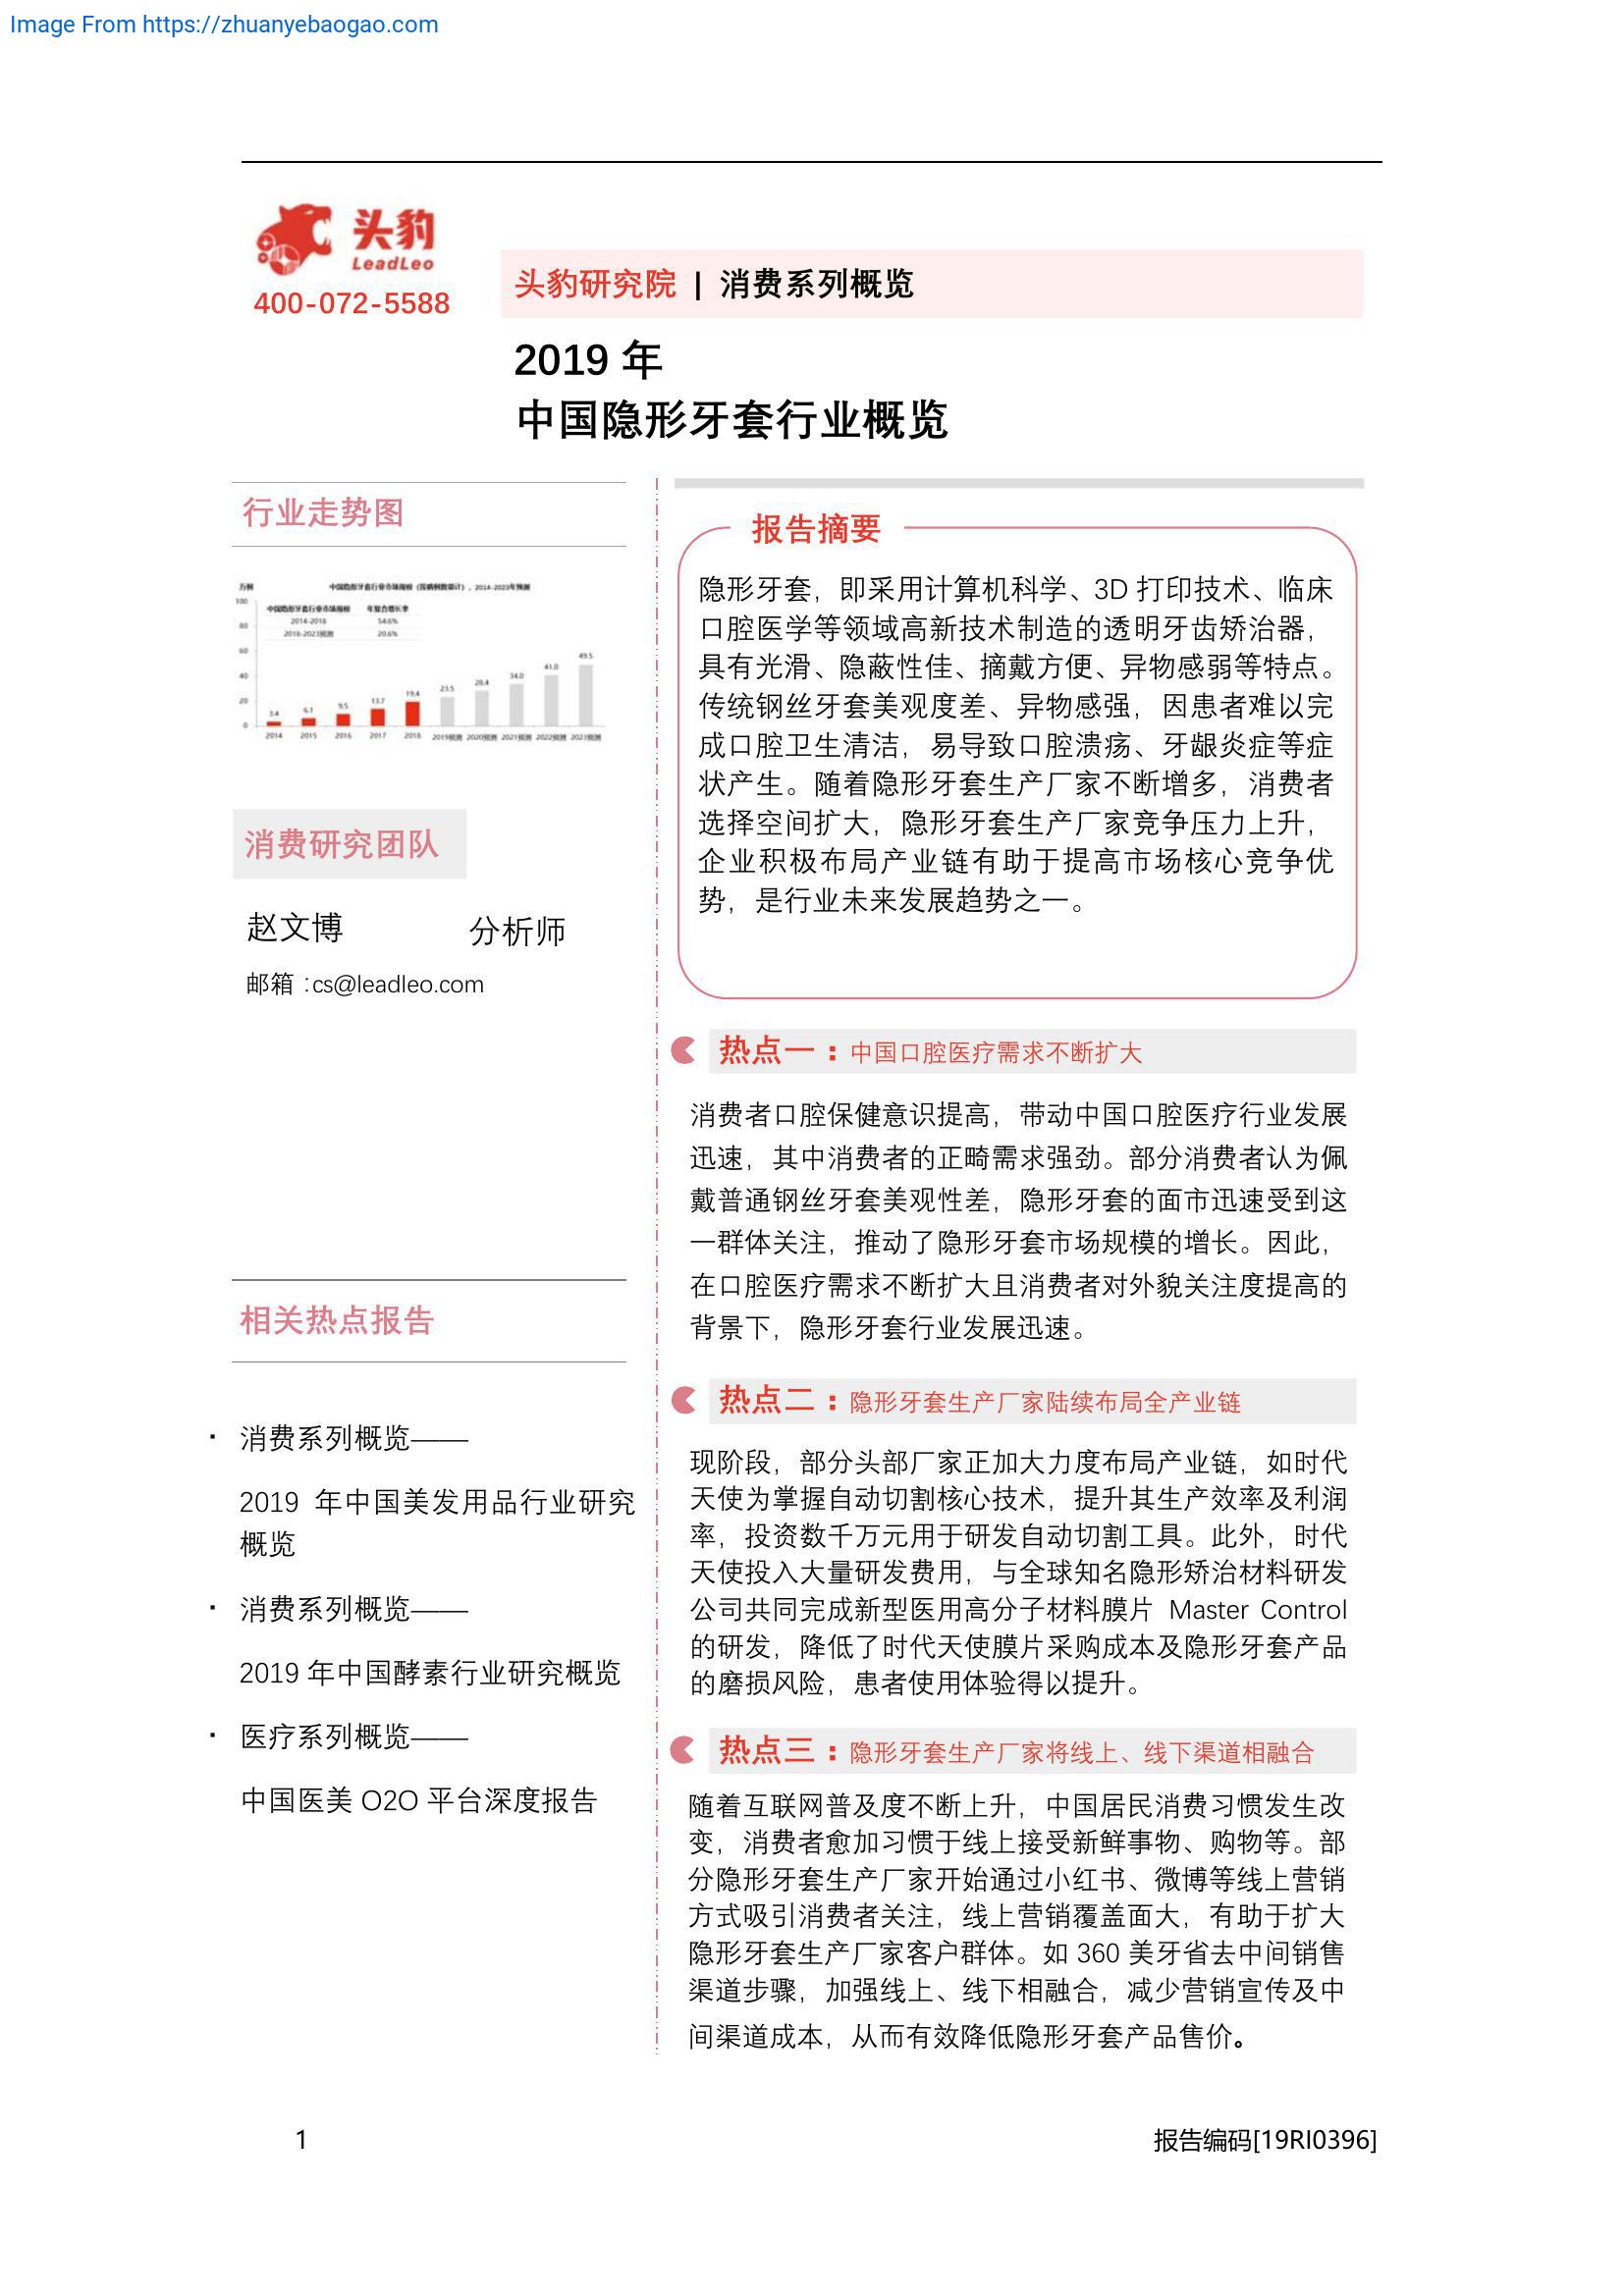 Image From https://zhuanyebaogao.com
头豹
LeadLeo
400-072-5588
头豹研究院 | 消费系列概览
2019 年
中国隐形牙套行业概览
行业走势图
万例
中国隐形牙套行业市场规模（按病例数量计），2014-2023年预测
中国隐形牙套行业市场规模 年复合增长率
2014-2018 54.6%
2018-2023预测 20.6%
100
80
60
40
20
0
3.4 6.1 9.5 13.7 19.4 23.5 28.4 34.0 41.0 49.5
2014 2015 2016 2017 2018 2019预测 2020预测 2021预测 2022预测 2023预测
消费研究团队
赵文博 分析师
邮箱：cs@leadleo.com
相关热点报告
· 消费系列概览——
2019 年中国美发用品行业研究
概览
· 消费系列概览——
2019 年中国酵素行业研究概览
· 医疗系列概览——
中国医美 O2O 平台深度报告
报告摘要
隐形牙套，即采用计算机科学、3D 打印技术、临床
口腔医学等领域高新技术制造的透明牙齿矫治器，
具有光滑、隐蔽性佳、摘戴方便、异物感弱等特点。
传统钢丝牙套美观度差、异物感强，因患者难以完
成口腔卫生清洁，易导致口腔溃疡、牙龈炎症等症
状产生。随着隐形牙套生产厂家不断增多，消费者
选择空间扩大，隐形牙套生产厂家竞争压力上升，
企业积极布局产业链有助于提高市场核心竞争优
势，是行业未来发展趋势之一。
热点一：中国口腔医疗需求不断扩大
消费者口腔保健意识提高，带动中国口腔医疗行业发展
迅速，其中消费者的正畸需求强劲。部分消费者认为佩
戴普通钢丝牙套美观性差，隐形牙套的面市迅速受到这
一群体关注，推动了隐形牙套市场规模的增长。因此，
在口腔医疗需求不断扩大且消费者对外貌关注度提高的
背景下，隐形牙套行业发展迅速。
热点二：隐形牙套生产厂家陆续布局全产业链
现阶段，部分头部厂家正加大力度布局产业链，如时代
天使为掌握自动切割核心技术，提升其生产效率及利润
率，投资数千万元用于研发自动切割工具。此外，时代
天使投入大量研发费用，与全球知名隐形矫治材料研发
公司共同完成新型医用高分子材料膜片 Master Control
的研发，降低了时代天使膜片采购成本及隐形牙套产品
的磨损风险，患者使用体验得以提升。
热点三：隐形牙套生产厂家将线上、线下渠道相融合
随着互联网普及度不断上升，中国居民消费习惯发生改
变，消费者愈加习惯于线上接受新鲜事物、购物等。部
分隐形牙套生产厂家开始通过小红书、微博等线上营销
方式吸引消费者关注，线上营销覆盖面大，有助于扩大
隐形牙套生产厂家客户群体。如 360 美牙省去中间销售
渠道步骤，加强线上、线下相融合，减少营销宣传及中
间渠道成本，从而有效降低隐形牙套产品售价。
1
报告编码[19RI0396]